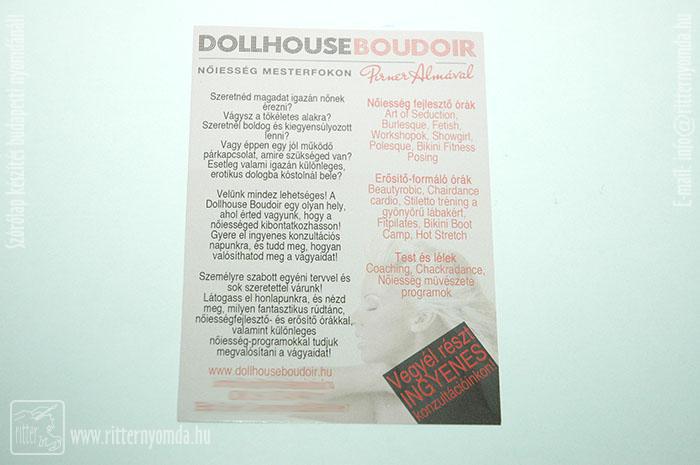 DOLLHOUSEBOUDOIR
NŐIESSÉG MESTERFOKON Pirner Almával
Szeretnéd magadat igazán nőnek
érezni?
Vágysz a tökéletes alakra?
Szeretnél boldog és kiegyensúlyozott
lenni?
Vagy éppen egy jól működő
párkapcsolat, amire szükséged van?
Esetleg valami igazán különleges,
erotikus dologba kóstolnál bele?
Velünk mindez lehetséges! A
Dollhouse Boudoir egy olyan hely,
ahol érted vagyunk, hogy a
nőiességed kibontatkozhasson!
Gyere el ingyenes konzultációs
napunkra, és tudd meg, hogyan
valósíthatod meg a vágyaidat!
Személyre szabott egyéni tervvel és
sok szeretettel várunk!
Látogass el honlapunkra, és nézd
meg, milyen fantasztikus rúdtánc,
nőiességfejlesztő- és erősítő órákkal,
valamint különleges
nőiesség-programokkal tudjuk
megvalósítani a vágyaidat!
www.dollhouseboudoir.hu
Nőiesség fejlesztő órák
Art of Seduction,
Burlesque, Fetish,
Workshopok, Showgirl,
Polesque, Bikini Fitness
Posing
Erősítő-formáló órák
Beautyrobic, Chairdance
cardio, Stiletto tréning a
gyönyörű lábakért,
Fitpilates, Bikini Boot
Camp, Hot Stretch
Test és lélek
Coaching, Chackradance,
Nőiesség művészete
programok
Vegyél részt
INGYENES
konzultációinkon!
Szórólap készítés budapesti nyomdánál!
Email: info@ritternyomda.hu
ritter
www.ritternyomda.hu